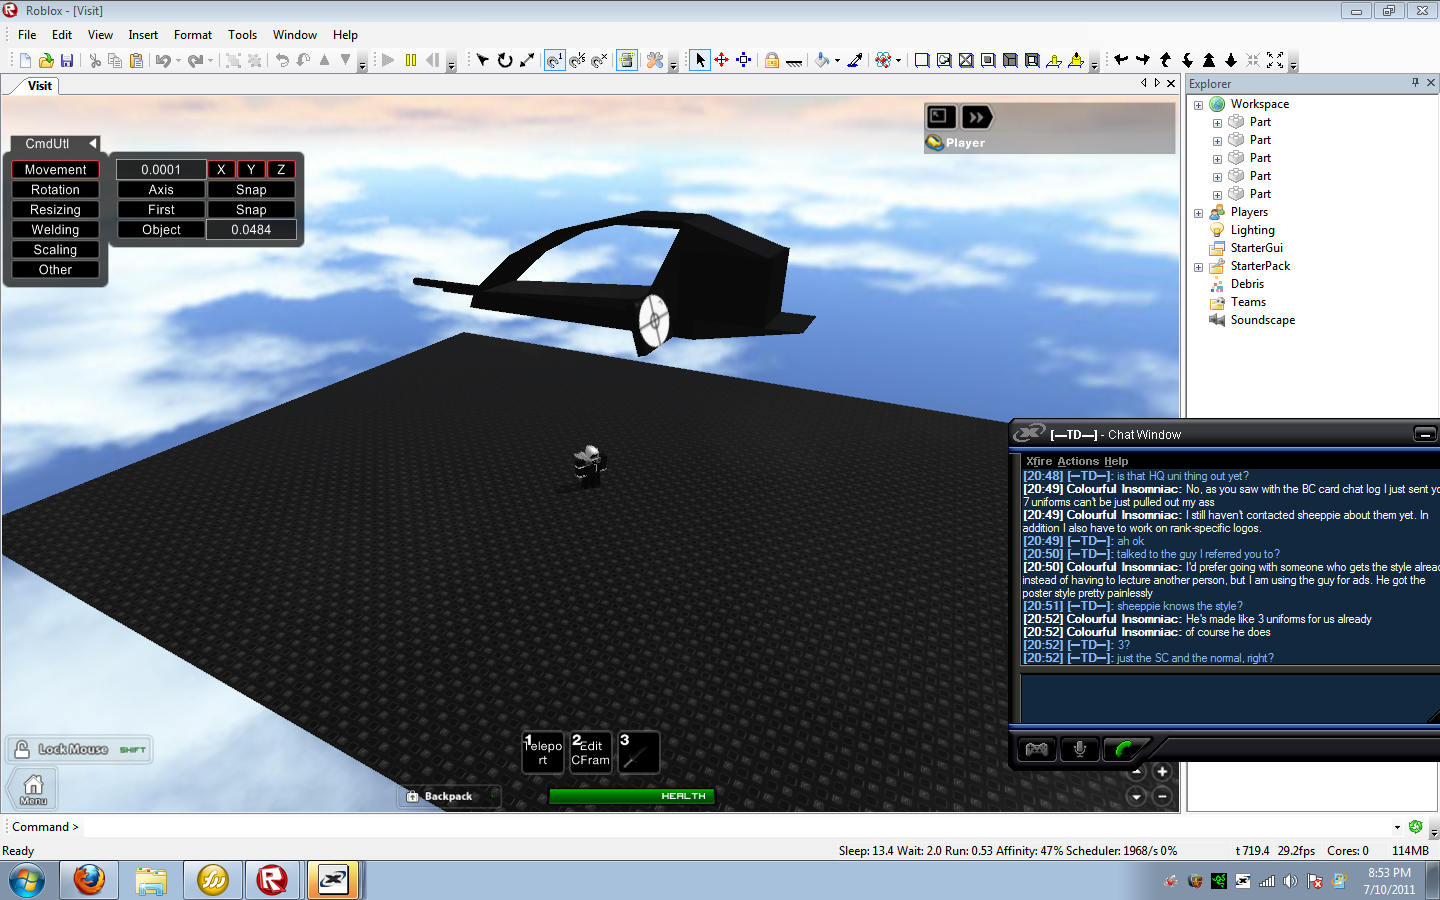 Roblox - [Visit]
File Edit View Insert Format Tools Window Help
Visit
Explorer
CmdUtl
Movement 0.0001 X Y Z
Rotation Axis Snap
Resizing First Snap
Welding Object 0.0484
Scaling
Other
Player
Workspace
Part
Part
Part
Part
Part
Players
Lighting
StarterGui
StarterPack
Debris
Teams
Soundscape
[—TD—] - Chat Window
Xfire Actions Help
[20:48] [—TD—]: is that HQ uni thing out yet?
[20:49] Colourful Insomniac: No, as you saw with the BC card chat log I just sent yo
7 uniforms can't be just pulled out my ass
[20:49] Colourful Insomniac: I still haven't contacted sheeppie about them yet. In
addition I also have to work on rank-specific logos.
[20:49] [—TD—]: ah ok
[20:50] [—TD—]: talked to the guy I referred you to?
[20:50] Colourful Insomniac: I'd prefer going with someone who gets the style alread
instead of having to lecture another person, but I am using the guy for ads. He got the
poster style pretty painlessly
[20:51] [—TD—]: sheeppie knows the style?
[20:52] Colourful Insomniac: He's made like 3 uniforms for us already
[20:52] Colourful Insomniac: of course he does
[20:52] [—TD—]: 3?
[20:52] [—TD—]: just the SC and the normal, right?
Lock Mouse SHIFT
Menu
1 Telepo
rt
2 Edit
CFram
3
Backpack
HEALTH
Command >
Ready
Sleep: 13.4 Wait: 2.0 Run: 0.53 Affinity: 47% Scheduler: 1968/s 0% t 719.4 29.2fps Cores: 0 114MB
8:53 PM
7/10/2011